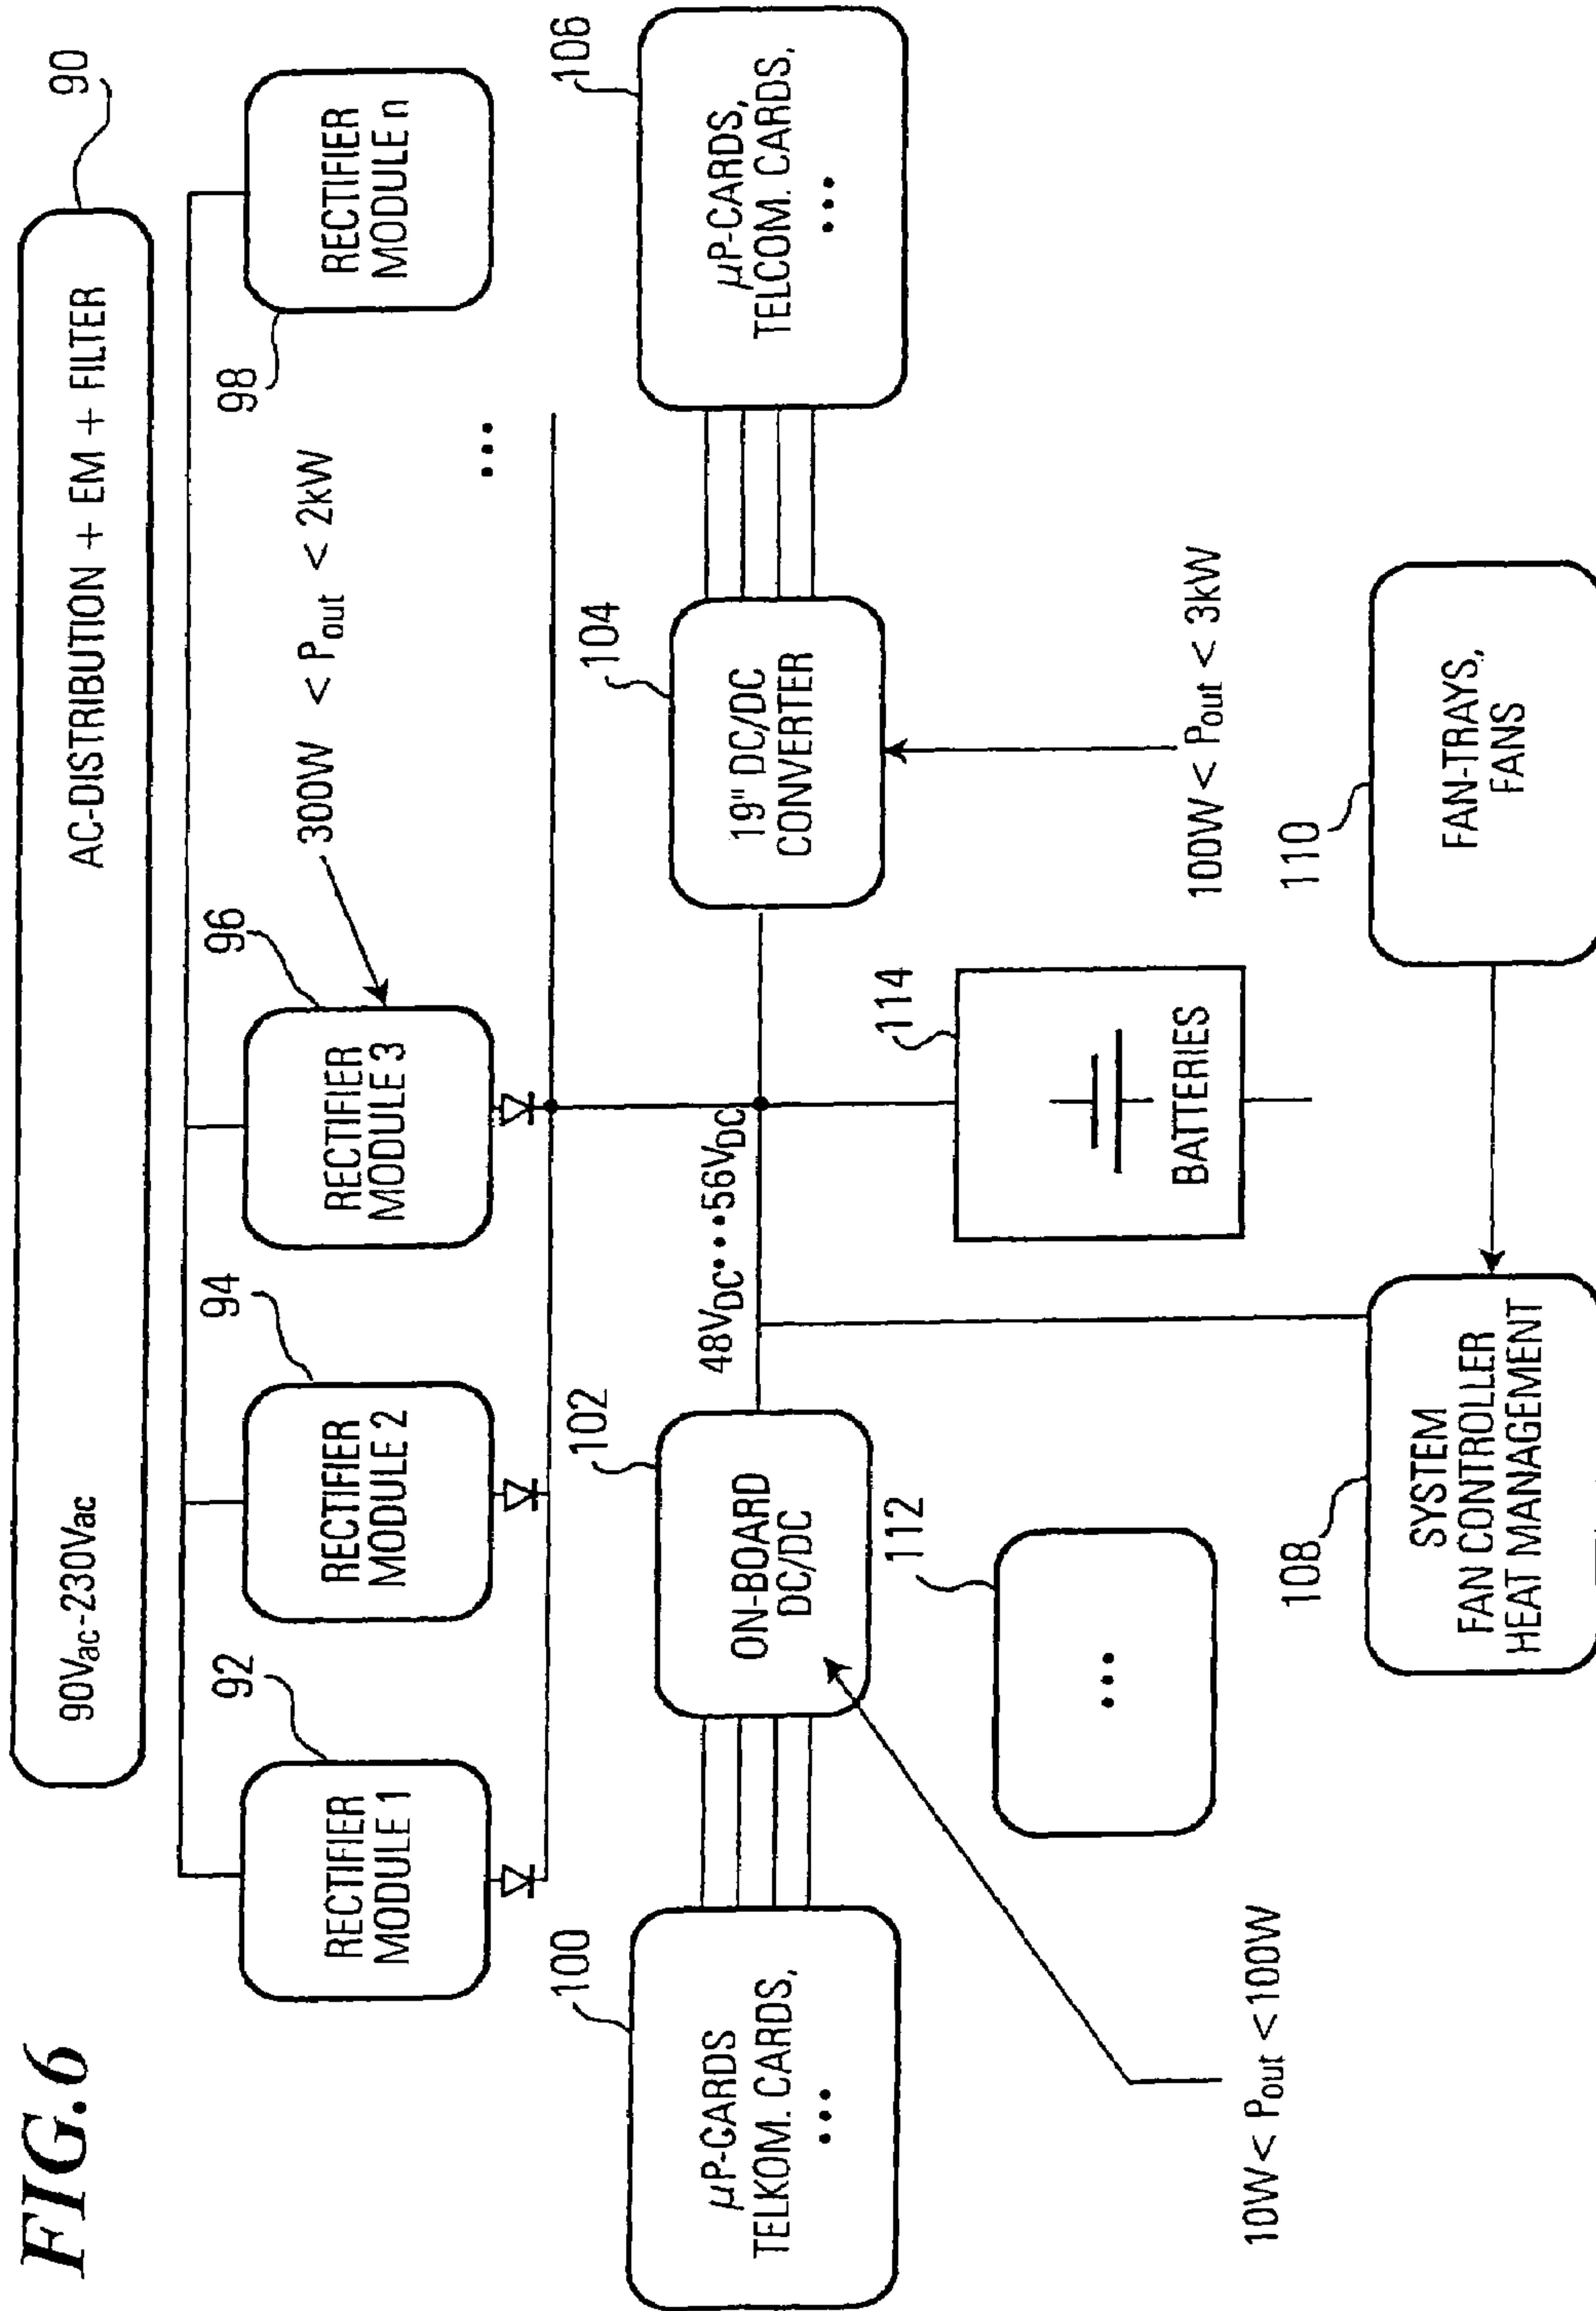 FIG.6
90Vac-230Vac AC-DISTRIBUTION + EM + FILTER
90
92
94
96
98
RECTIFIER
MODULE 1
RECTIFIER
MODULE 2
RECTIFIER
MODULE 3
RECTIFIER
MODULE n
300W < Pout < 2kW
...
100
μP-CARDS
TELKOM. CARDS,
...
102
ON-BOARD
DC/DC
48VDC...56VDC
104
19" DC/DC
CONVERTER
106
μP-CARDS,
TELCOM. CARDS,
...
10W < Pout < 100W
112
...
114
BATTERIES
100W < Pout < 3kW
108
SYSTEM
FAN CONTROLLER
HEAT MANAGEMENT
110
FAN-TRAYS,
FANS